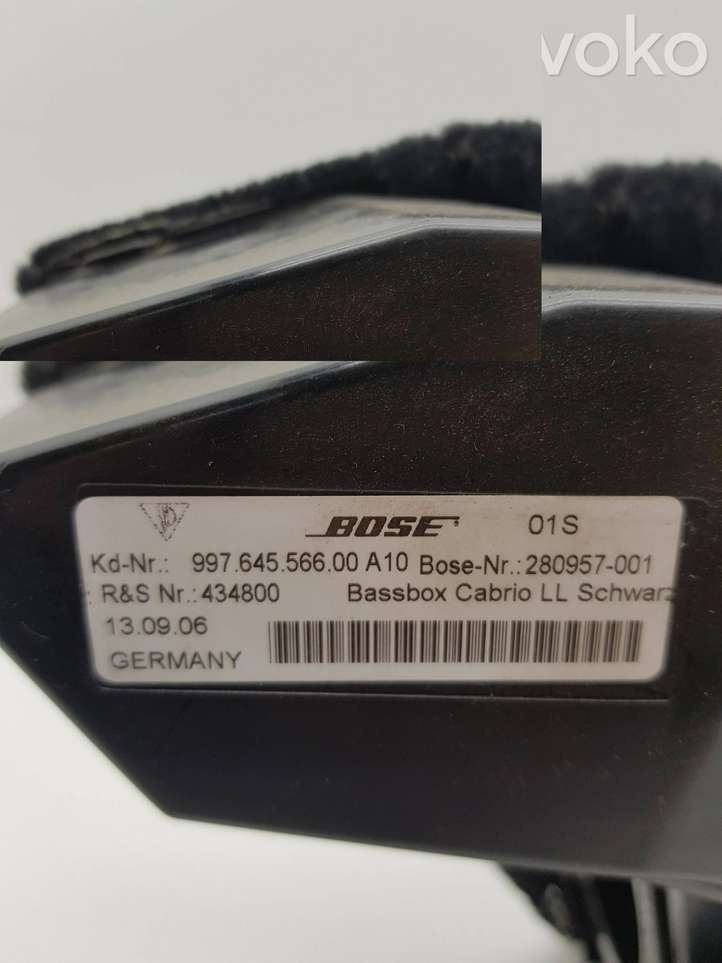 voko
BOSE 01S
Kd-Nr.: 997.645.566.00 A10 Bose-Nr.: 280957-001
: R&S Nr.: 434800 Bassbox Cabrio LL Schwarz
13.09.06
GERMANY